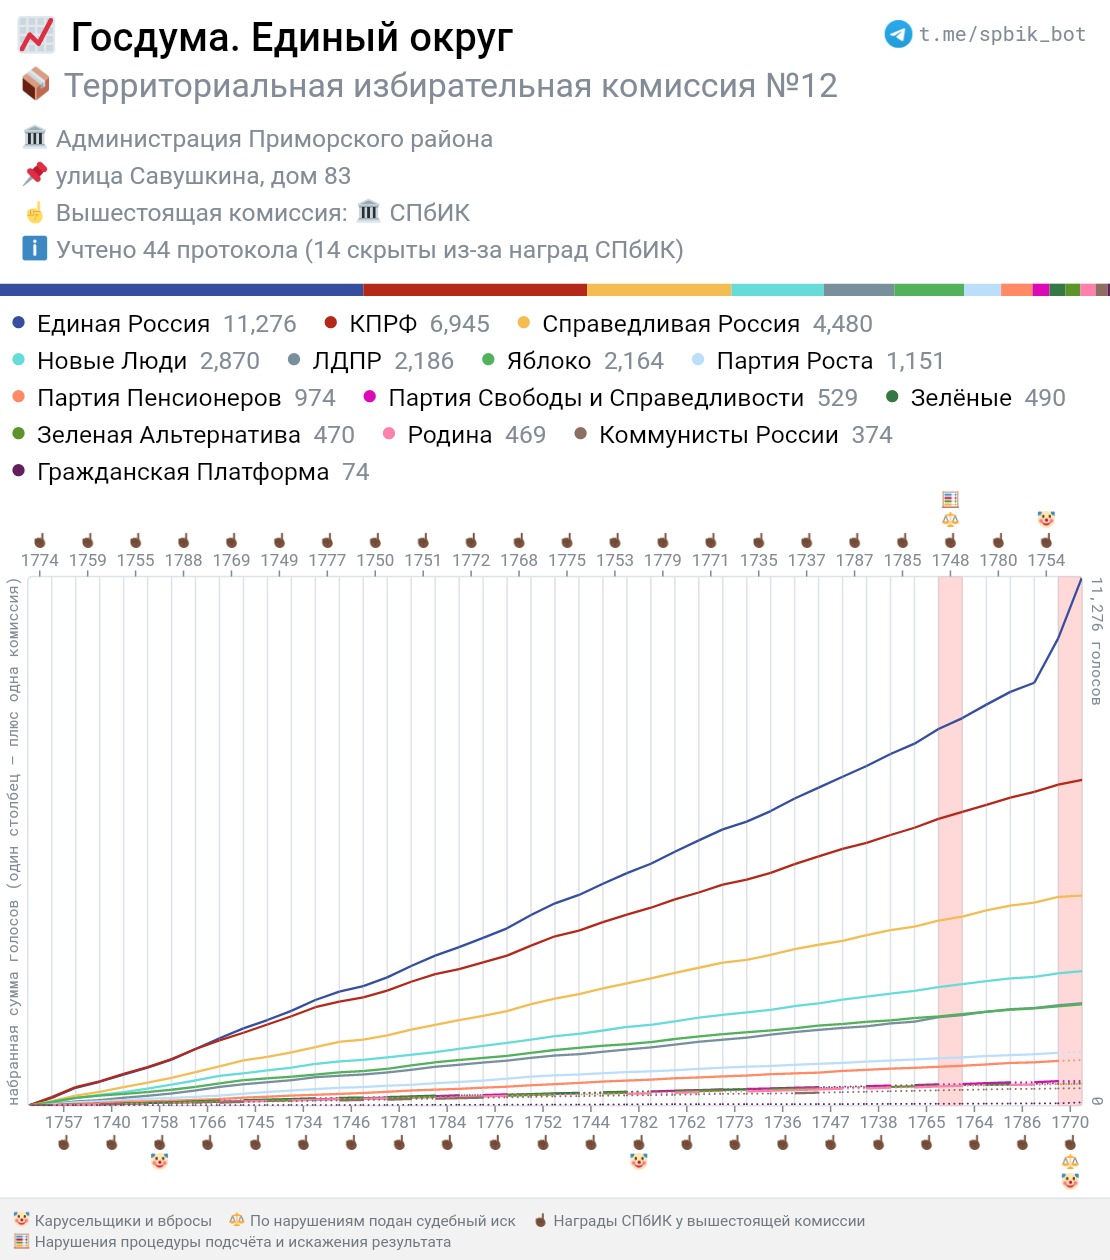 Госдума. Единый округ
t.me/spbik_bot
Территориальная избирательная комиссия №12
Администрация Приморского района
улица Савушкина, дом 83
Вышестоящая комиссия: СПбИК
Учтено 44 протокола (14 скрыты из-за наград СПбИК)
Единая Россия 11,276 КПРФ 6,945 Справедливая Россия 4,480
Новые Люди 2,870 ЛДПР 2,186 Яблоко 2,164 Партия Роста 1,151
Партия Пенсионеров 974 Партия Свободы и Справедливости 529 Зелёные 490
Зеленая Альтернатива 470 Родина 469 Коммунисты России 374
Гражданская Платформа 74
1774 1759 1755 1788 1769 1749 1777 1750 1751 1772 1768 1775 1753 1779 1771 1735 1737 1787 1785 1748 1780 1754
набранная сумма голосов (один столбец — плюс одна комиссия)
11,276 голосов
0
1757 1740 1758 1766 1745 1734 1746 1781 1784 1776 1752 1744 1782 1762 1773 1736 1747 1738 1765 1764 1786 1770
Карусельщики и вбросы По нарушениям подан судебный иск Награды СПбИК у вышестоящей комиссии
Нарушения процедуры подсчёта и искажения результата